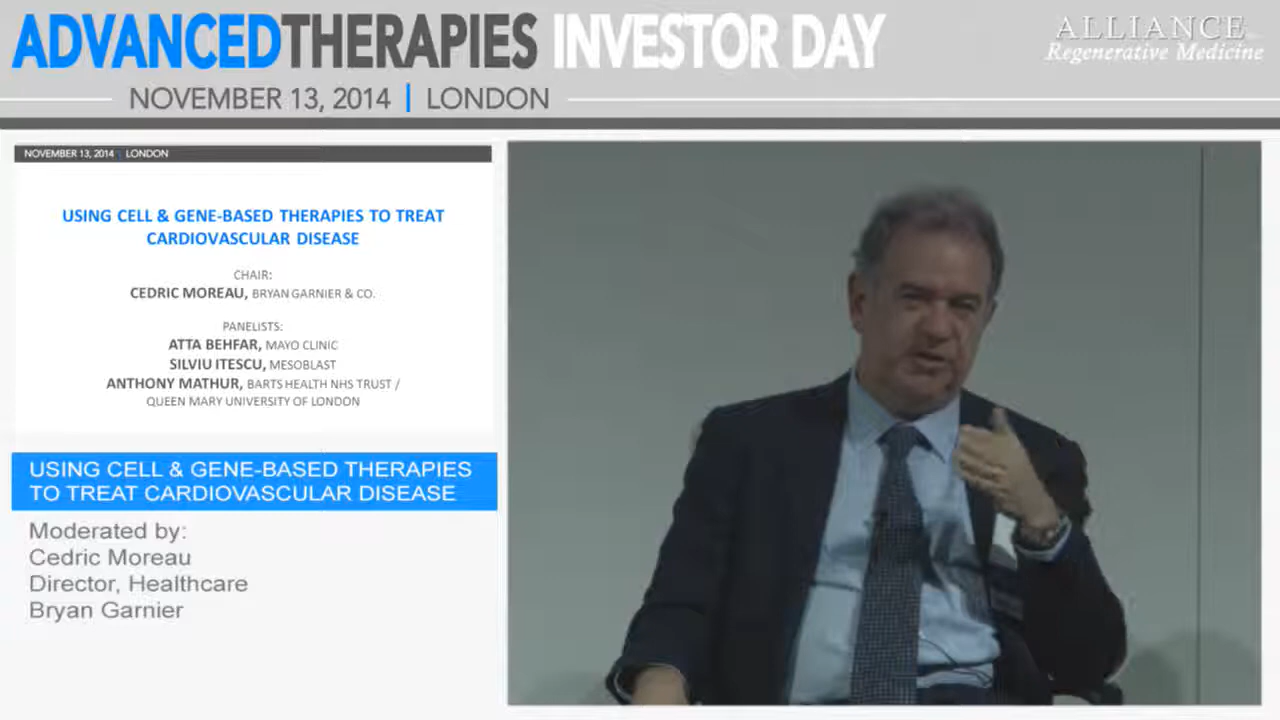 ADVANCEDTHERAPIES INVESTOR DAY
NOVEMBER 13, 2014 | LONDON
ALLIANCE
Regenerative Medicine
NOVEMBER 13, 2014 | LONDON
USING CELL & GENE-BASED THERAPIES TO TREAT
CARDIOVASCULAR DISEASE
CHAIR:
CEDRIC MOREAU, BRYAN GARNIER & CO.
PANELISTS:
ATTA BEHFAR, MAYO CLINIC
SILVIU ITESCU, MESOBLAST
ANTHONY MATHUR, BARTS HEALTH NHS TRUST /
QUEEN MARY UNIVERSITY OF LONDON
USING CELL & GENE-BASED THERAPIES
TO TREAT CARDIOVASCULAR DISEASE
Moderated by:
Cedric Moreau
Director, Healthcare
Bryan Garnier